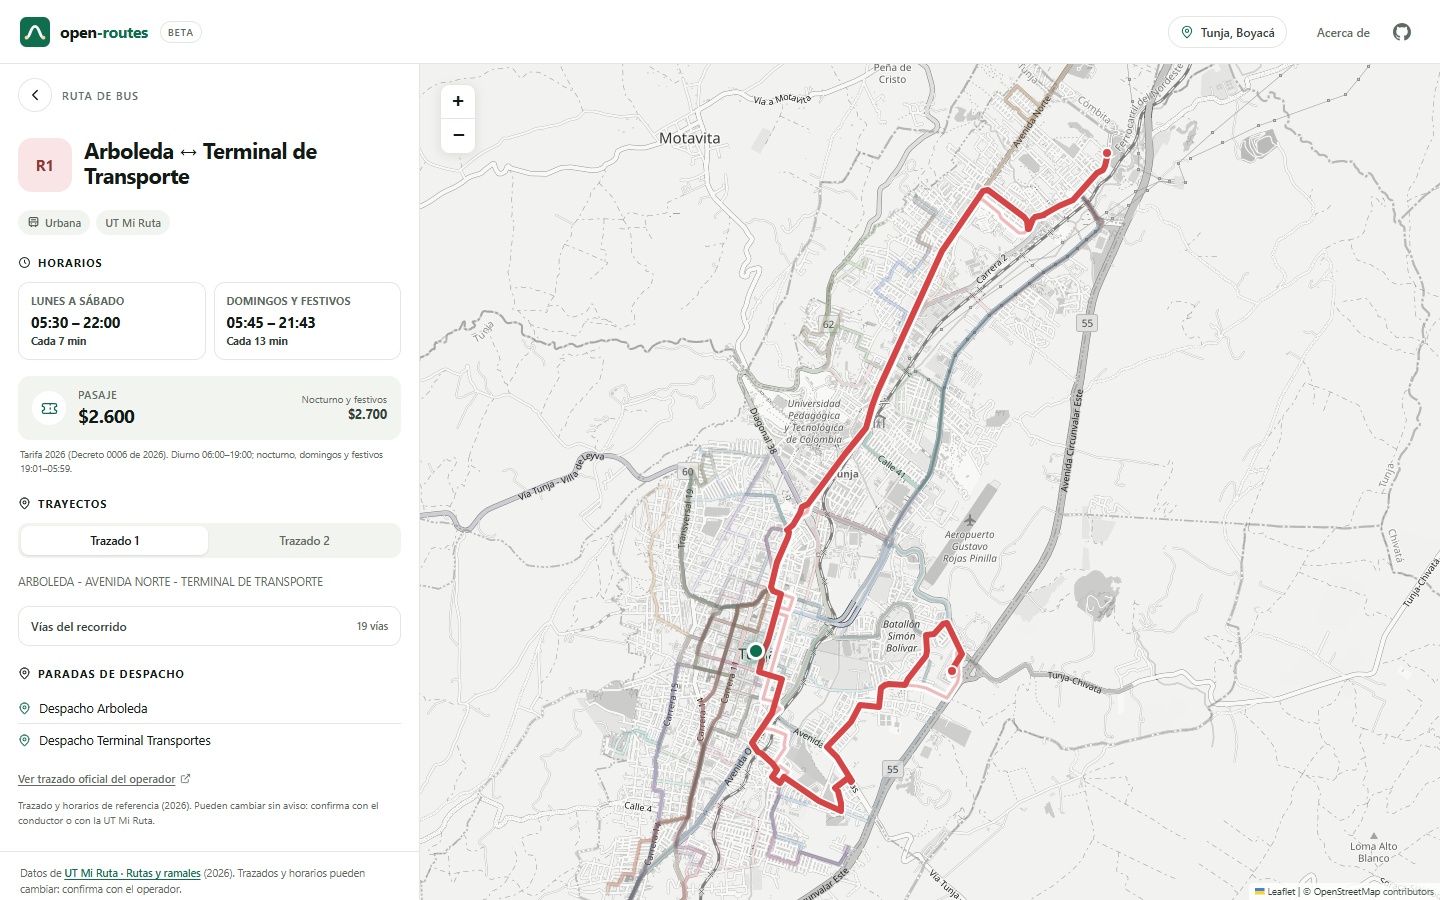 open-routes
BETA
Tunja, Boyacá
Acerca de
RUTA DE BUS
R1
Arboleda ↔ Terminal de
Transporte
Urbana
UT Mi Ruta
HORARIOS
LUNES A SÁBADO
05:30 – 22:00
Cada 7 min
DOMINGOS Y FESTIVOS
05:45 – 21:43
Cada 13 min
PASAJE
$2.600
Nocturno y festivos
$2.700
Tarifa 2026 (Decreto 0006 de 2026). Diurno 06:00–19:00; nocturno, domingos y festivos
19:01–05:59.
TRAYECTOS
Trazado 1
Trazado 2
ARBOLEDA - AVENIDA NORTE - TERMINAL DE TRANSPORTE
Vías del recorrido
19 vías
PARADAS DE DESPACHO
Despacho Arboleda
Despacho Terminal Transportes
Ver trazado oficial del operador
Trazado y horarios de referencia (2026). Pueden cambiar sin aviso: confirma con el
conductor o con la UT Mi Ruta.
Datos de UT Mi Ruta · Rutas y ramales (2026). Trazados y horarios pueden
cambiar: confirma con el operador.
+
−
Peña de
Cristo
Vía a Motavita
Motavita
Tunja
Cómbita
Ferrocarril del Nordeste
Avenida Norte
Carrera 2
55
62
Tunja
Universidad
Pedagógica
y Tecnológica
de Colombia
Diagonal 38
Avenida Circunvalar Este
Calle 41
60
Vía Tunja - Villa de Leyva
Transversal 19
Aeropuerto
Gustavo
Rojas Pinilla
Tunja
Chivatá
Tunja-Chivatá
Batallón
Simón
Bolívar
Tunja-Chivatá
Carrera 11
Carrera 15
Avenida
55
Calle 4
Loma Alto
Blanco
Leaflet | © OpenStreetMap contributors